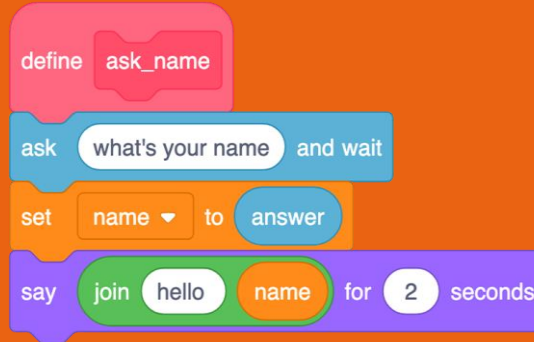 define ask_name
ask what's your name and wait
set name to answer
say join hello name for 2 seconds